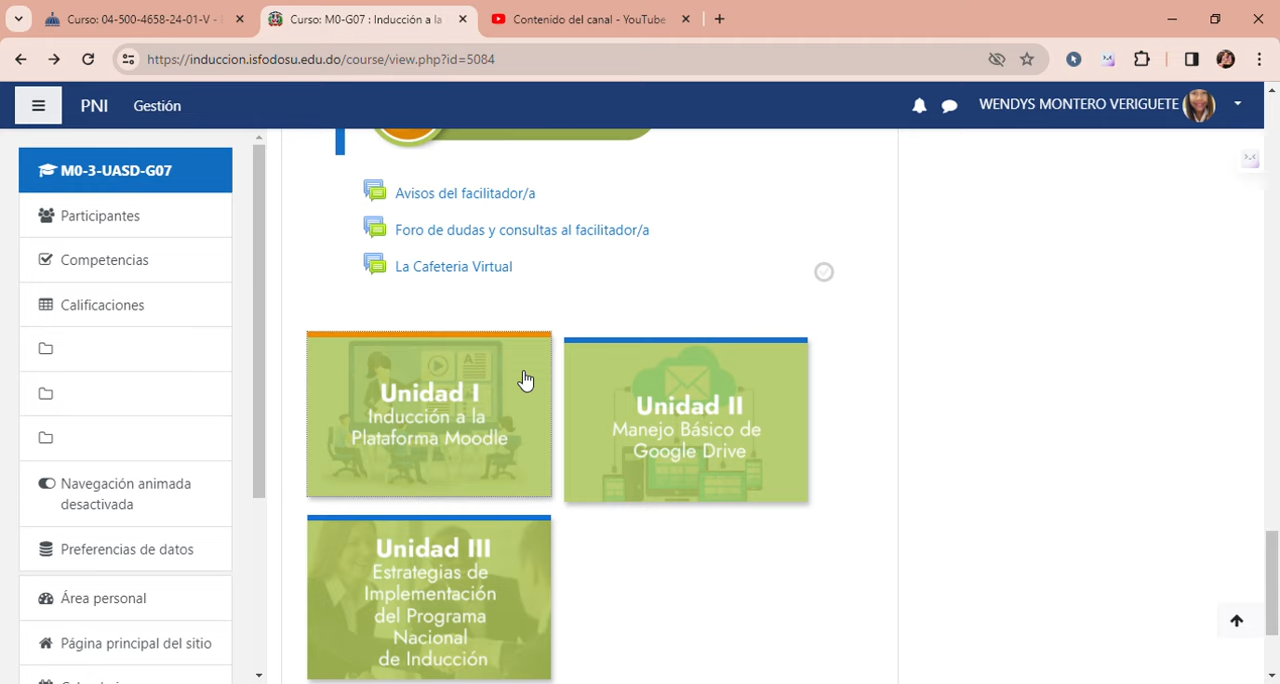 Curso: 04-500-4658-24-01-V -
Curso: M0-G07 : Inducción a la
Contenido del canal - YouTube
https://induccion.isfodosu.edu.do/course/view.php?id=5084
PNI
Gestión
WENDYS MONTERO VERIGUETE
M0-3-UASD-G07
Participantes
Competencias
Calificaciones
Navegación animada
desactivada
Preferencias de datos
Área personal
Página principal del sitio
Avisos del facilitador/a
Foro de dudas y consultas al facilitador/a
La Cafeteria Virtual
Unidad I
Inducción a la
Plataforma Moodle
Unidad II
Manejo Básico de
Google Drive
Unidad III
Estrategias de
Implementación
del Programa
Nacional
de Inducción